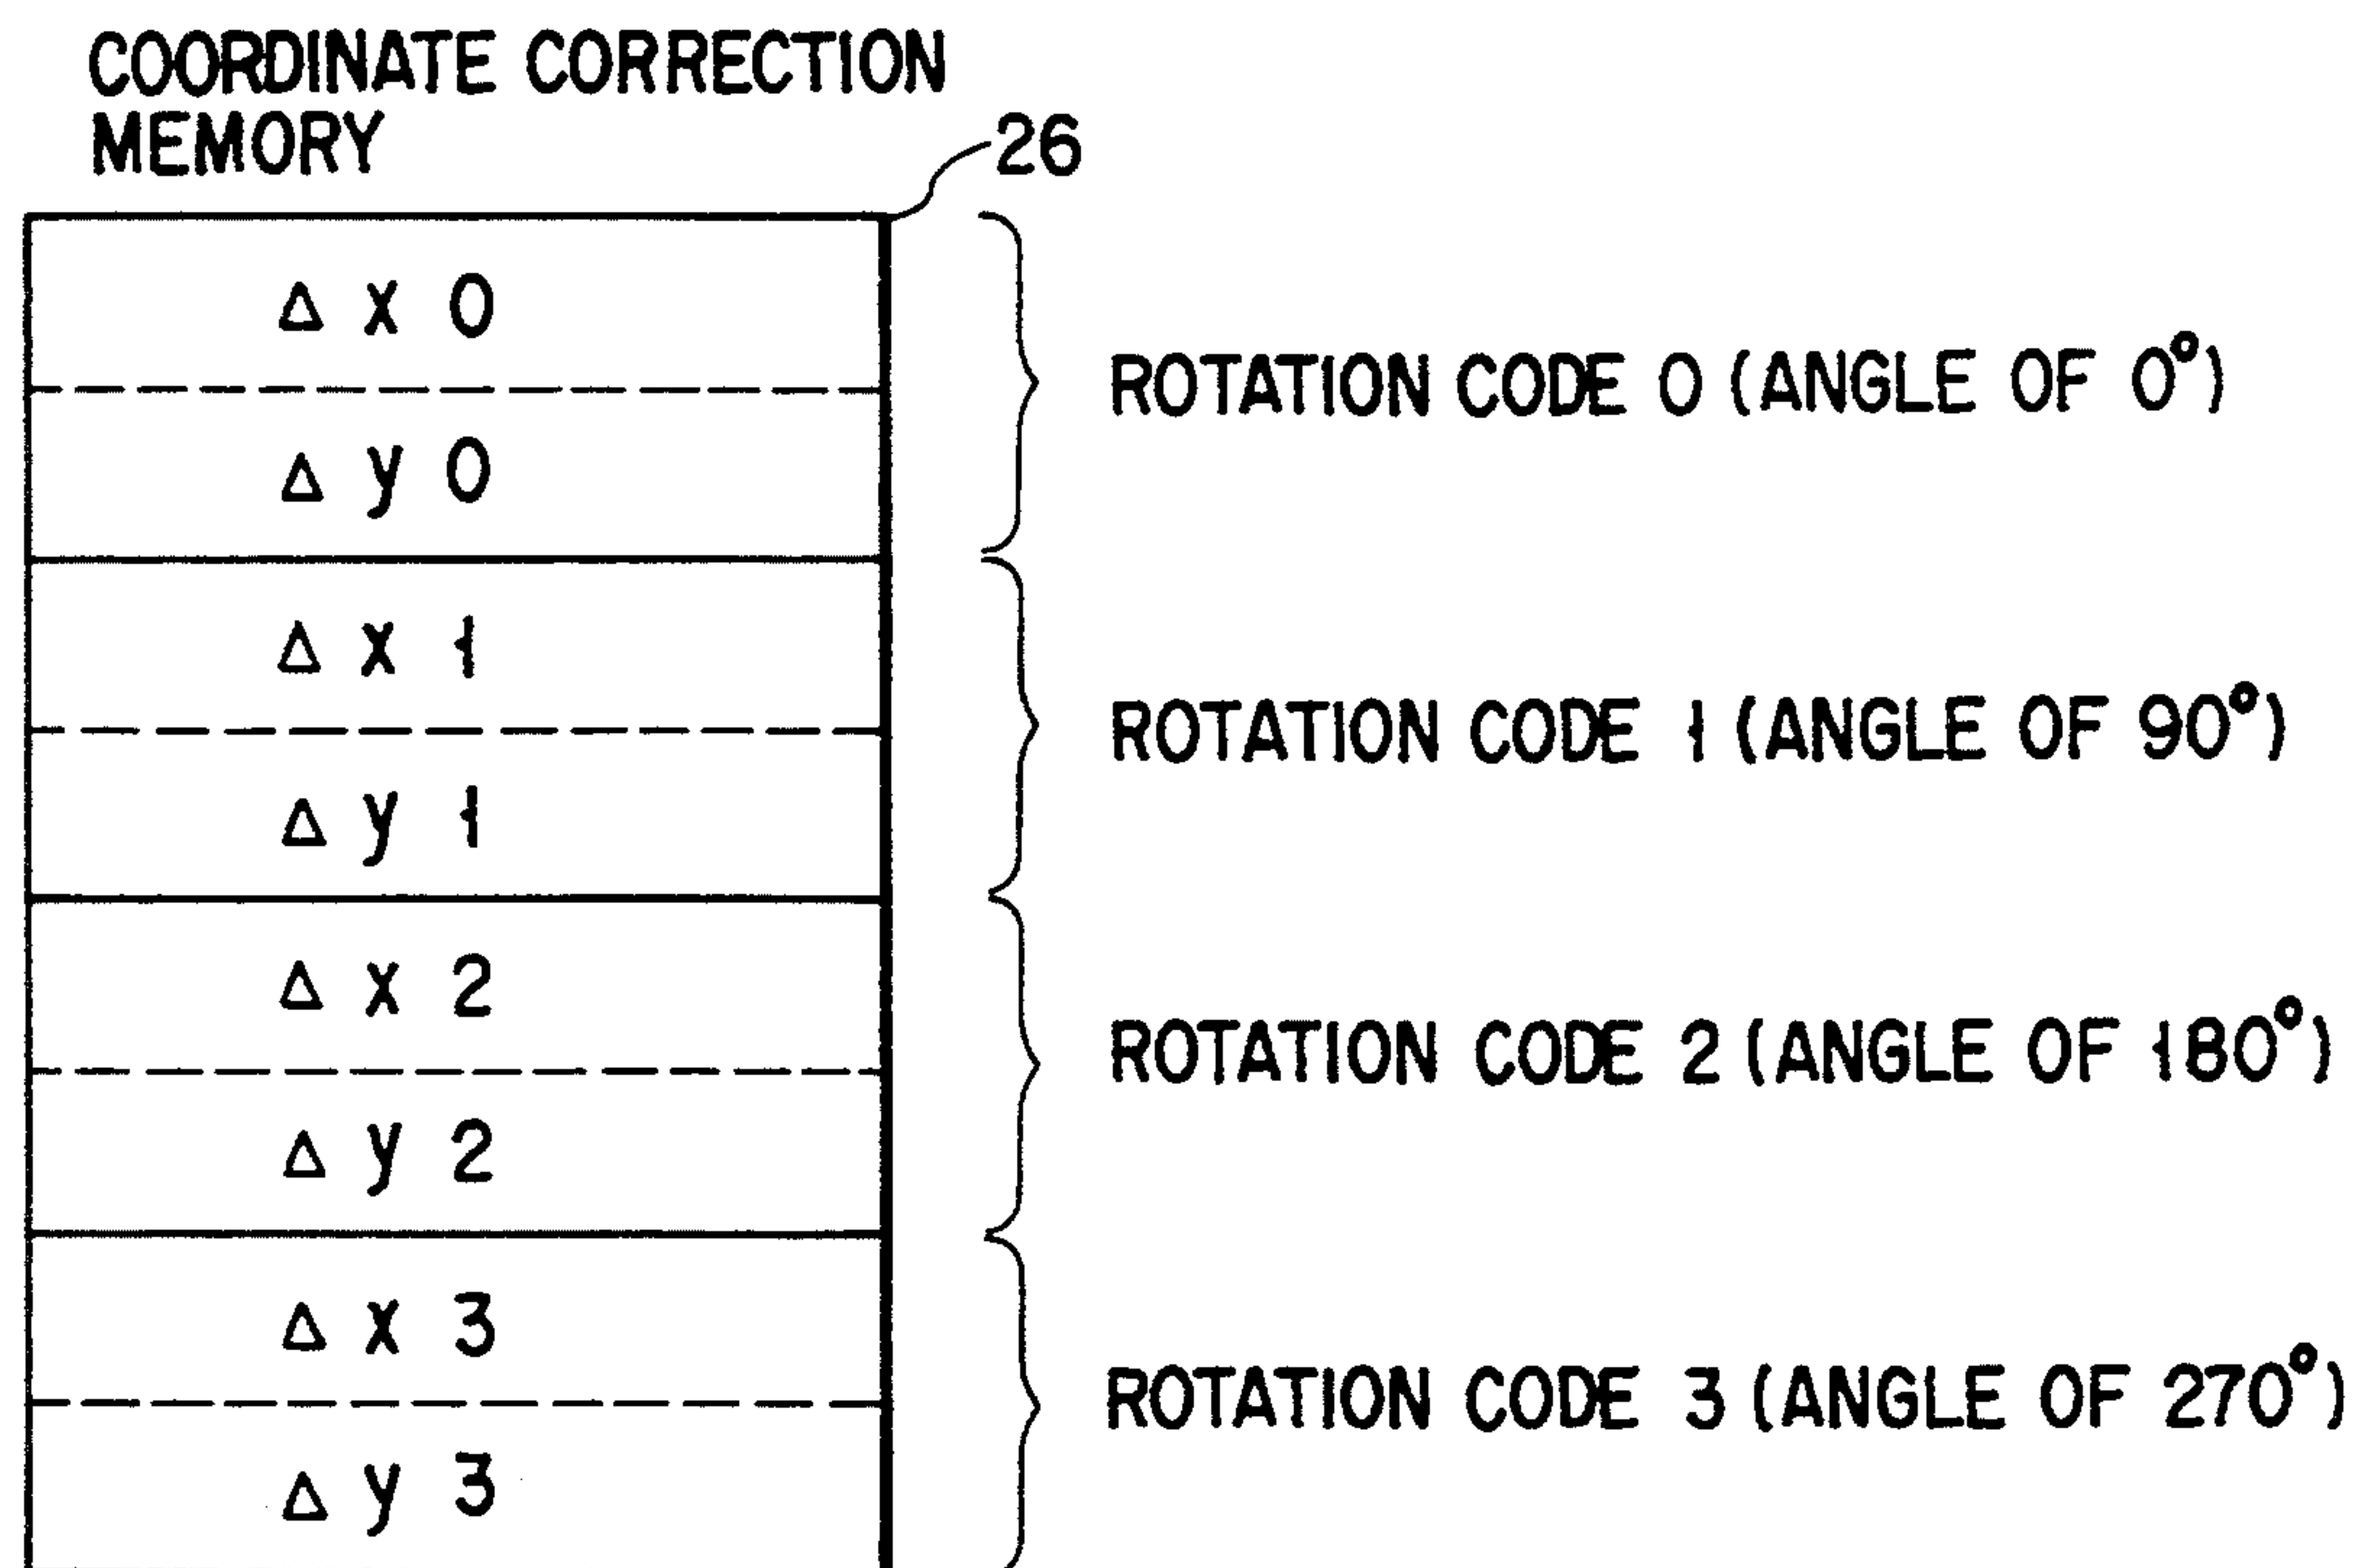 COORDINATE CORRECTION
MEMORY
26
Δ x 0
Δ y 0
ROTATION CODE 0 (ANGLE OF 0°)
Δ x 1
Δ y 1
ROTATION CODE 1 (ANGLE OF 90°)
Δ x 2
Δ y 2
ROTATION CODE 2 (ANGLE OF 180°)
Δ x 3
Δ y 3
ROTATION CODE 3 (ANGLE OF 270°)